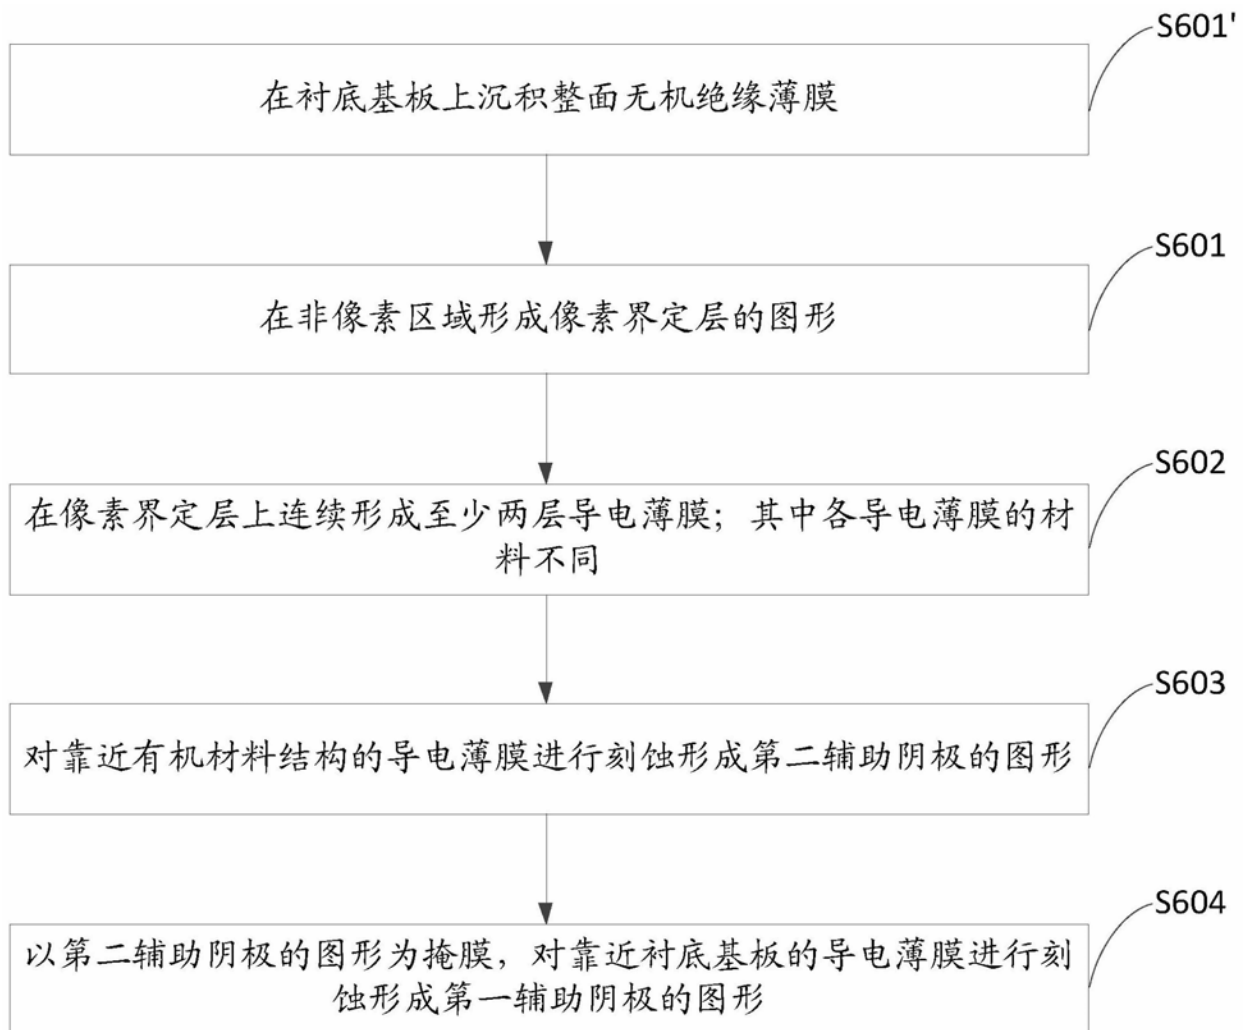 S601'
在衬底基板上沉积整面无机绝缘薄膜
S601
在非像素区域形成像素界定层的图形
S602
在像素界定层上连续形成至少两层导电薄膜；其中各导电薄膜的材
料不同
S603
对靠近有机材料结构的导电薄膜进行刻蚀形成第二辅助阴极的图形
S604
以第二辅助阴极的图形为掩膜，对靠近衬底基板的导电薄膜进行刻
蚀形成第一辅助阴极的图形